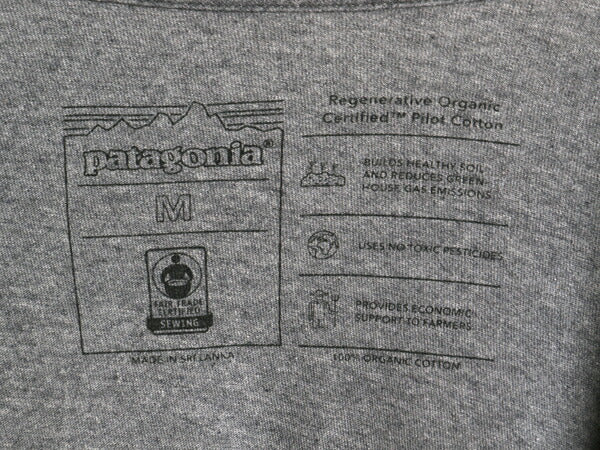 patagonia®
M
FAIR TRADE
CERTIFIED
SEWING
MADE IN SRI LANKA
Regenerative Organic
Certified™ Pilot Cotton
BUILDS HEALTHY SOIL
AND REDUCES GREEN-
HOUSE GAS EMISSIONS
USES NO TOXIC PESTICIDES
PROVIDES ECONOMIC
SUPPORT TO FARMERS
100% ORGANIC COTTON